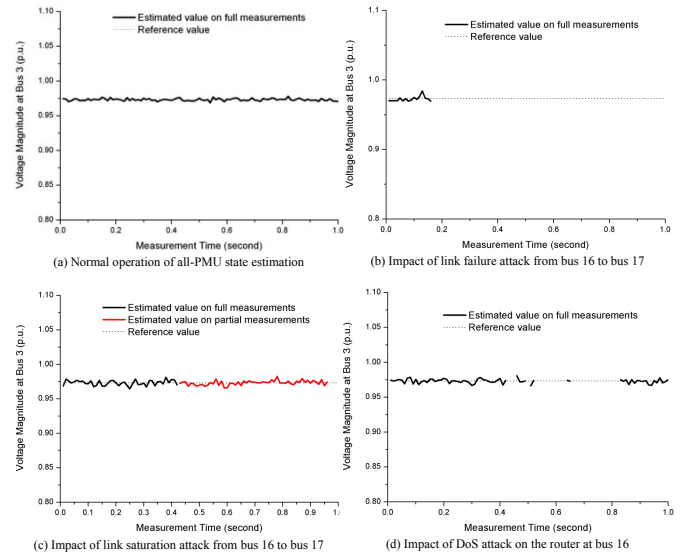 1.10
1.05
1.00
0.95
0.90
0.85
0.80
Voltage Magnitude at Bus 3 (p.u.)
Estimated value on full measurements
Reference value
0.0 0.2 0.4 0.6 0.8 1.0
Measurement Time (second)
(a) Normal operation of all-PMU state estimation
1.1
1.0
0.9
0.8
Voltage Magnitude at Bus 3 (p.u.)
Estimated value on full measurements
Reference value
0.0 0.2 0.4 0.6 0.8 1.0
Measurement Time (second)
(b) Impact of link failure attack from bus 16 to bus 17
1.10
1.05
1.00
0.95
0.90
0.85
0.80
Voltage Magnitude at Bus 3 (p.u.)
Estimated value on full measurements
Estimated value on partial measurements
Reference value
0.0 0.1 0.2 0.3 0.4 0.5 0.6 0.7 0.8 0.9 1.
Measurement Time (second)
(c) Impact of link saturation attack from bus 16 to bus 17
1.10
1.05
1.00
0.95
0.90
0.85
0.80
Voltage Magnitude at Bus 3 (p.u.)
Estimated value on full measurements
Reference value
0.0 0.2 0.4 0.6 0.8 1.0
Measurement Time (second)
(d) Impact of DoS attack on the router at bus 16